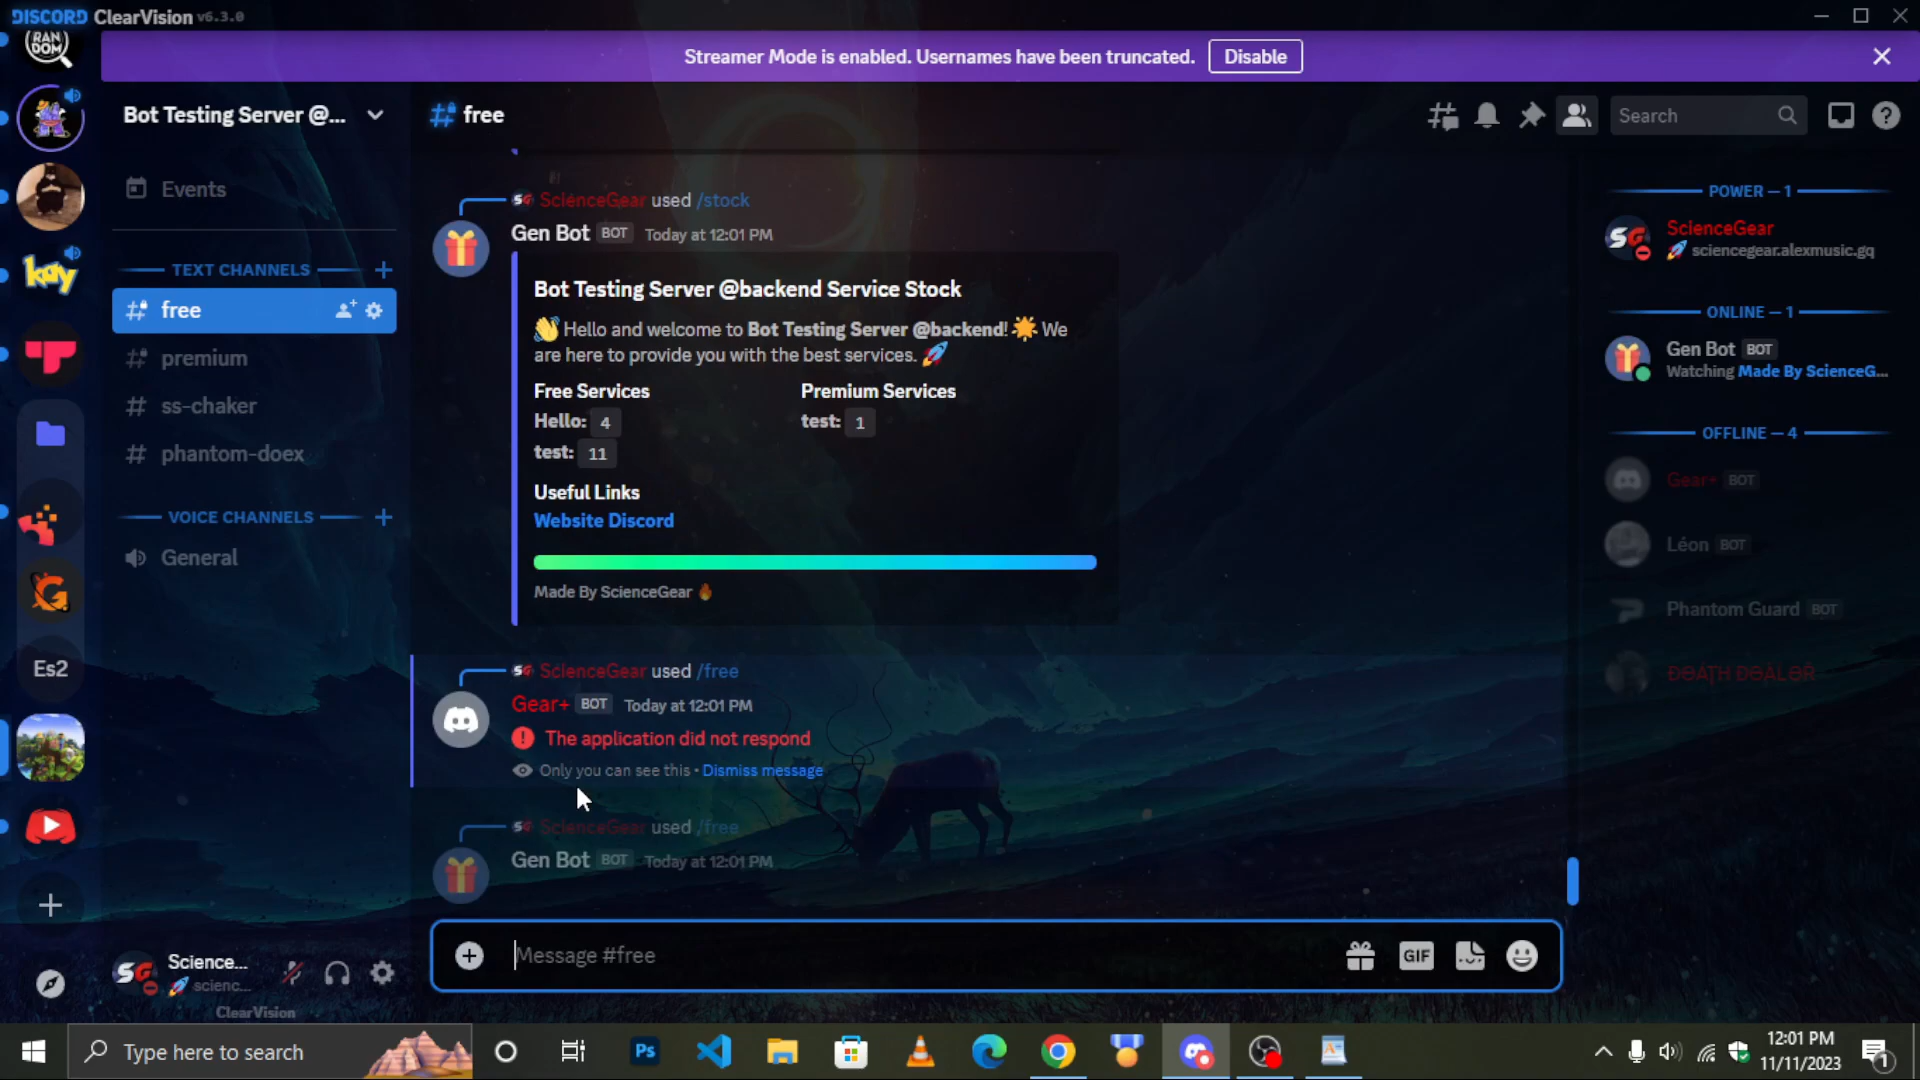 DISCORD ClearVision v6.3.0
RAN
DOM
Streamer Mode is enabled. Usernames have been truncated. Disable
Bot Testing Server @...
free
Search
Events
TEXT CHANNELS
free
premium
ss-chaker
phantom-doex
VOICE CHANNELS
General
kay
Es2
ScienceGear used /stock
Gen Bot BOT Today at 12:01 PM
Bot Testing Server @backend Service Stock
Hello and welcome to Bot Testing Server @backend! We
are here to provide you with the best services.
Free Services Premium Services
Hello: 4 test: 1
test: 11
Useful Links
Website Discord
Made By ScienceGear
ScienceGear used /free
Gear+ BOT Today at 12:01 PM
The application did not respond
Only you can see this • Dismiss message
ScienceGear used /free
Gen Bot BOT Today at 12:01 PM
Message #free
GIF
POWER — 1
SG ScienceGear
sciencegear.alexmusic.gq
ONLINE — 1
Gen Bot BOT
Watching Made By ScienceG...
OFFLINE — 4
Gear+ BOT
Léon BOT
Phantom Guard BOT
SG Science...
scienc...
ClearVision
Type here to search
Ps
12:01 PM
11/11/2023
1